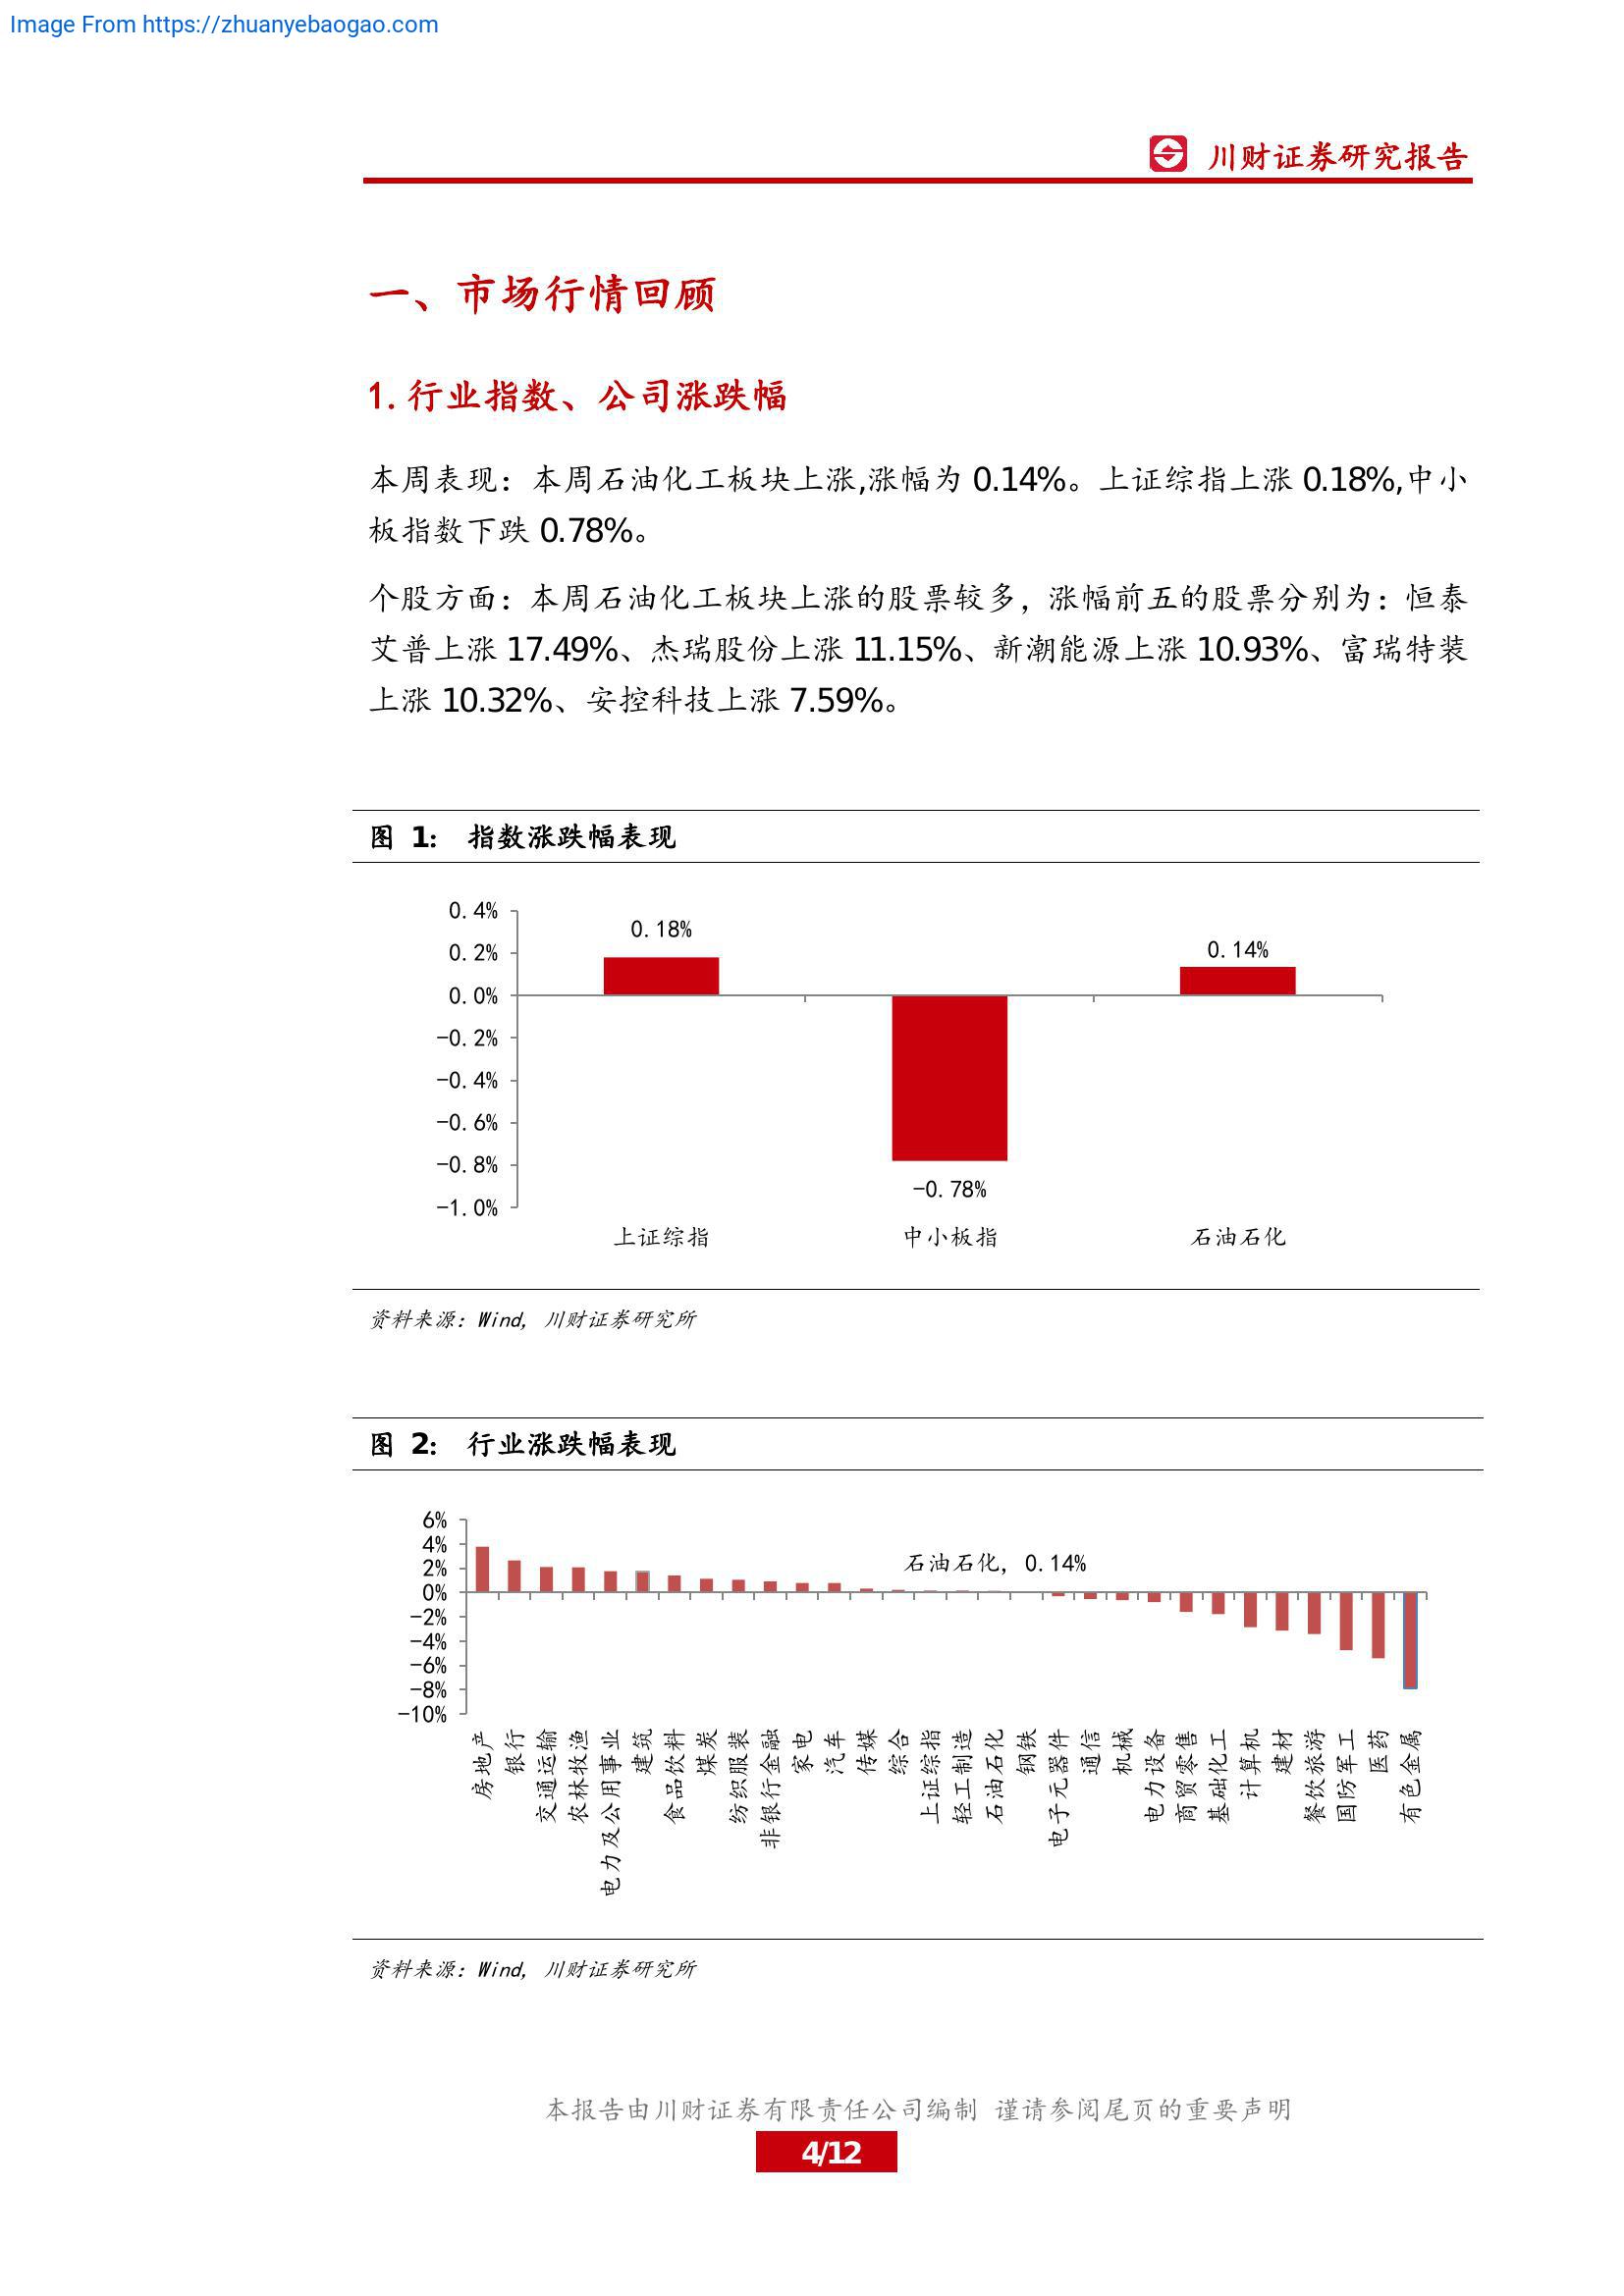 Image From https://zhuanyebaogao.com
川财证券研究报告
一、市场行情回顾
1.行业指数、公司涨跌幅
本周表现：本周石油化工板块上涨,涨幅为 0.14%。上证综指上涨 0.18%,中小
板指数下跌 0.78%。
个股方面：本周石油化工板块上涨的股票较多，涨幅前五的股票分别为：恒泰
艾普上涨 17.49%、杰瑞股份上涨 11.15%、新潮能源上涨 10.93%、富瑞特装
上涨 10.32%、安控科技上涨 7.59%。
图 1: 指数涨跌幅表现
0.4%
0.2%
0.0%
-0.2%
-0.4%
-0.6%
-0.8%
-1.0%
0.18%
-0.78%
0.14%
上证综指
中小板指
石油石化
资料来源：Wind, 川财证券研究所
图 2: 行业涨跌幅表现
6%
4%
2%
0%
-2%
-4%
-6%
-8%
-10%
石油石化, 0.14%
房地产
银行
交通运输
农林牧渔
电力及公用事业
建筑
食品饮料
煤炭
纺织服装
非银行金融
家电
汽车
传媒
综合
上证综指
轻工制造
石油石化
钢铁
电子元器件
通信
机械
电力设备
商贸零售
基础化工
计算机
建材
餐饮旅游
国防军工
医药
有色金属
资料来源：Wind, 川财证券研究所
本报告由川财证券有限责任公司编制 谨请参阅尾页的重要声明
4/12